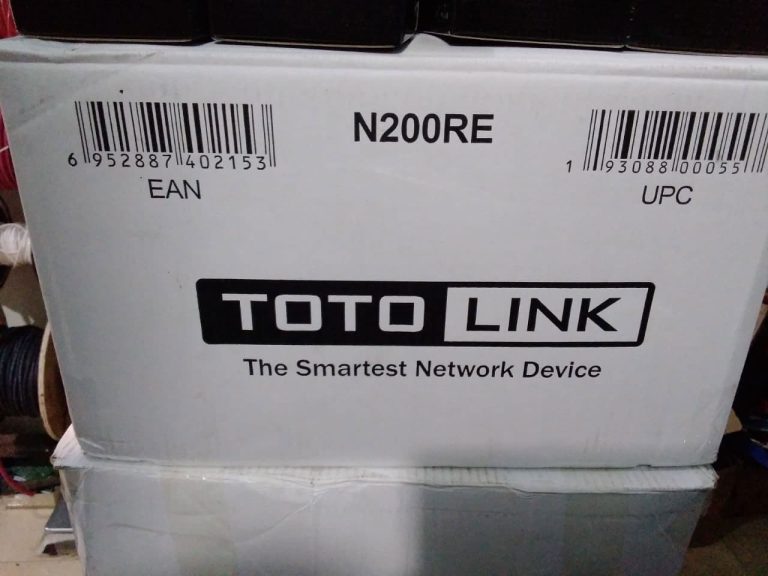 N200RE
6 952887 402153
EAN
1 93088 00055
UPC
TOTO LINK
The Smartest Network Device